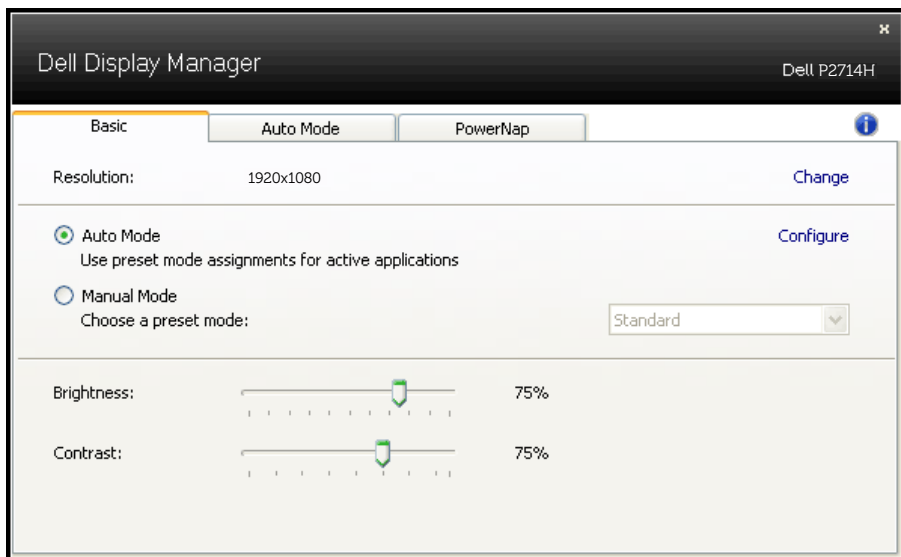 Dell Display Manager
Dell P2714H
Basic
Auto Mode
PowerNap
Resolution:
1920x1080
Change
Auto Mode
Configure
Use preset mode assignments for active applications
Manual Mode
Choose a preset mode:
Standard
Brightness:
75%
Contrast:
75%